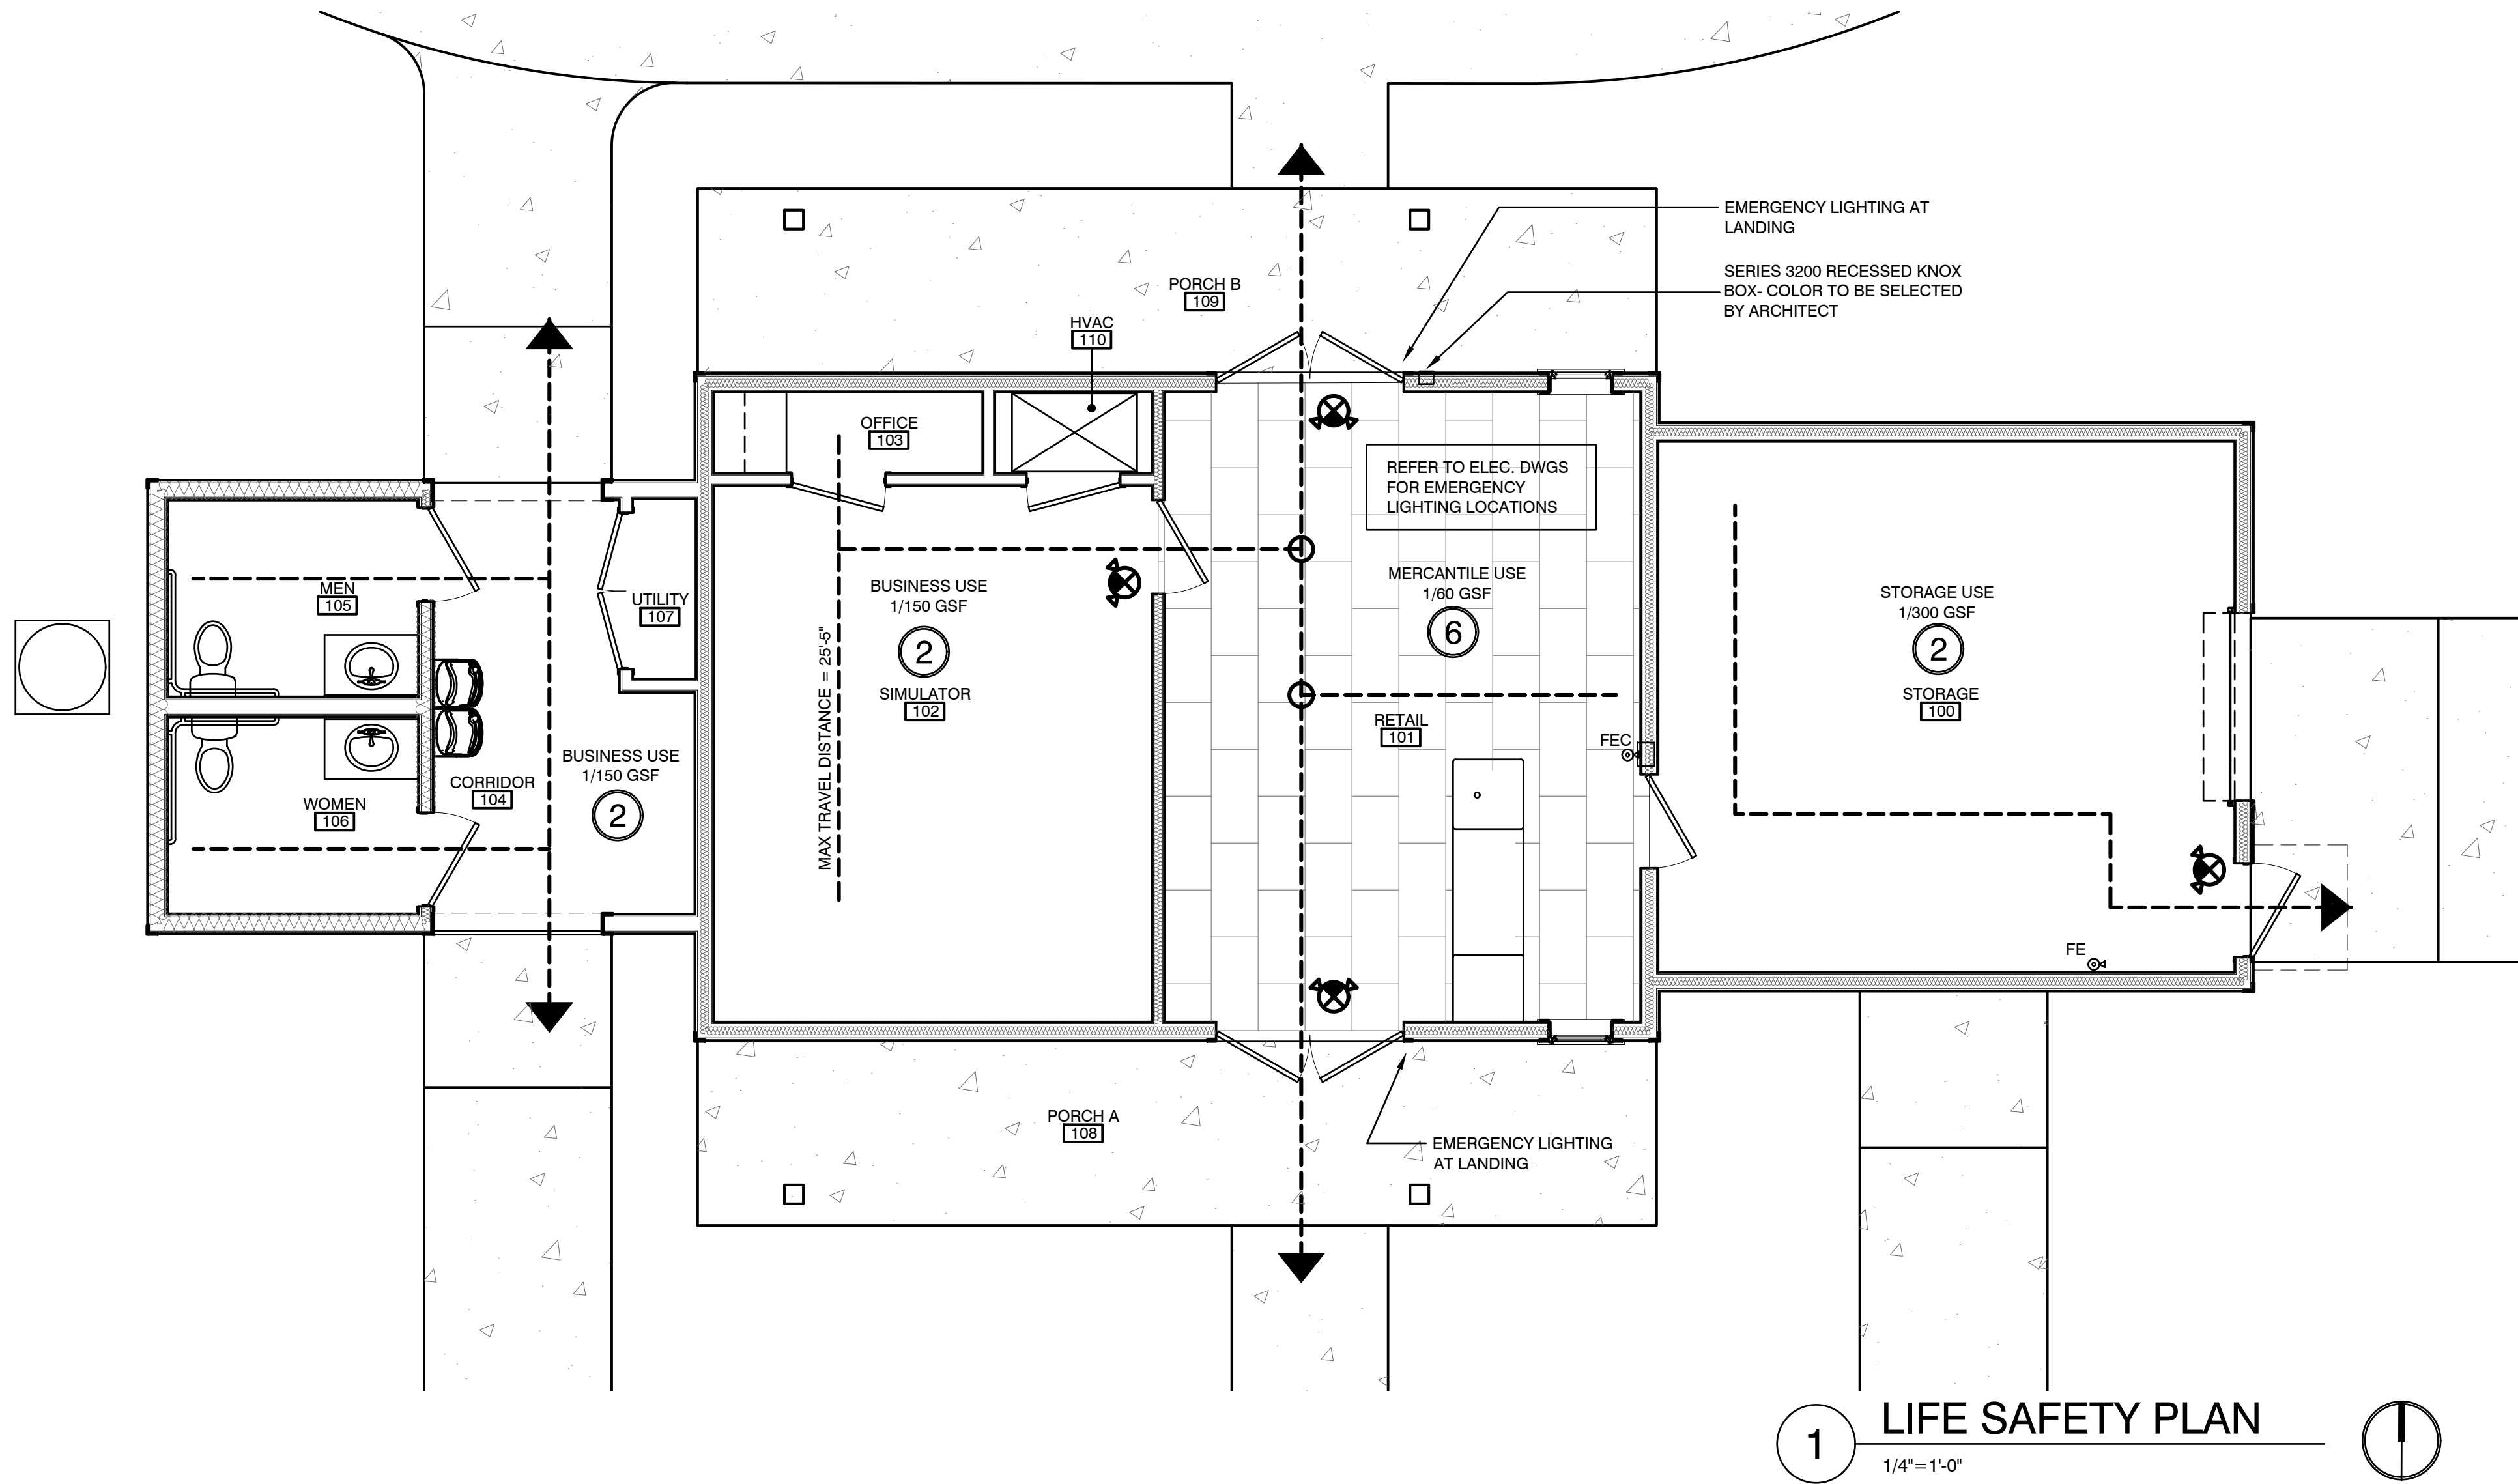 EMERGENCY LIGHTING AT
LANDING
SERIES 3200 RECESSED KNOX
BOX- COLOR TO BE SELECTED
BY ARCHITECT
PORCH B
109
HVAC
110
OFFICE
103
REFER TO ELEC. DWGS
FOR EMERGENCY
LIGHTING LOCATIONS
MEN
105
UTILITY
107
BUSINESS USE
1/150 GSF
2
SIMULATOR
102
MAX TRAVEL DISTANCE = 25'-5"
MERCANTILE USE
1/60 GSF
6
RETAIL
101
FEC
STORAGE USE
1/300 GSF
2
STORAGE
100
BUSINESS USE
1/150 GSF
2
CORRIDOR
104
WOMEN
106
FE
PORCH A
108
EMERGENCY LIGHTING
AT LANDING
1
LIFE SAFETY PLAN
1/4"=1'-0"